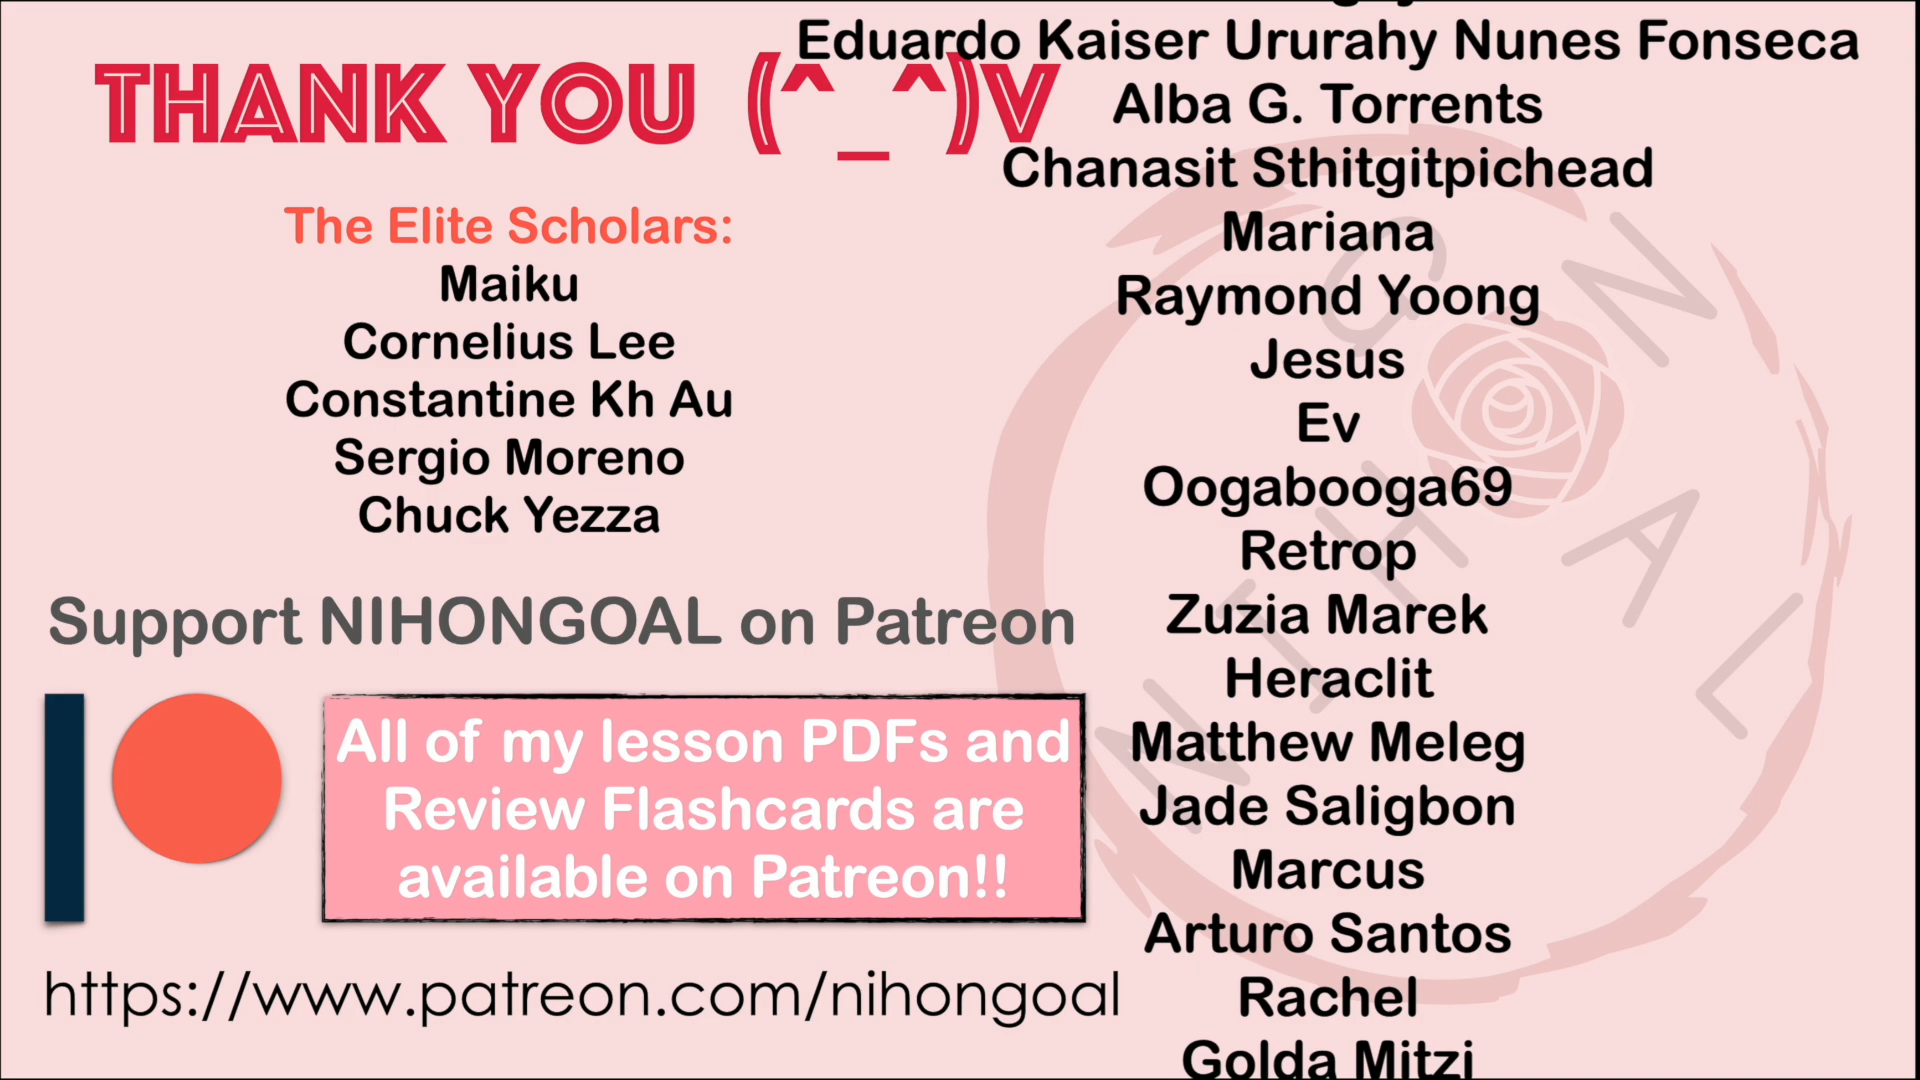 THANK YOU (^_^)V
The Elite Scholars:
Maiku
Cornelius Lee
Constantine Kh Au
Sergio Moreno
Chuck Yezza
Support NIHONGOAL on Patreon
All of my lesson PDFs and
Review Flashcards are
available on Patreon!!
https://www.patreon.com/nihongoal
Eduardo Kaiser Ururahy Nunes Fonseca
Alba G. Torrents
Chanasit Sthitgitpichead
Mariana
Raymond Yoong
Jesus
Ev
Oogabooga69
Retrop
Zuzia Marek
Heraclit
Matthew Meleg
Jade Saligbon
Marcus
Arturo Santos
Rachel
Golda Mitzi
NIHONGOAL